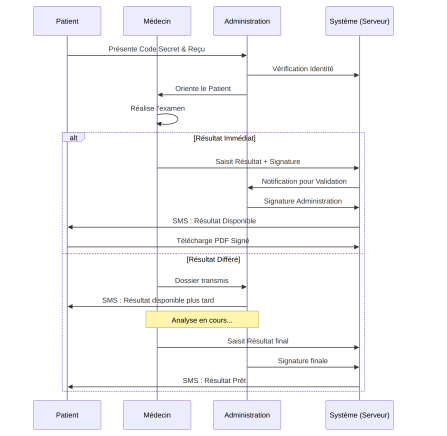 Patient
Médecin
Administration
Système (Serveur)
Présente Code Secret & Reçu
Vérification Identité
Oriente le Patient
Réalise l'examen
alt
[Résultat Immédiat]
Saisit Résultat + Signature
Notification pour Validation
Signature Administration
SMS : Résultat Disponible
Télécharge PDF Signé
[Résultat Différé]
Dossier transmis
SMS : Résultat disponible plus tard
Analyse en cours...
Saisit Résultat final
Signature finale
SMS : Résultat Prêt
Patient
Médecin
Administration
Système (Serveur)